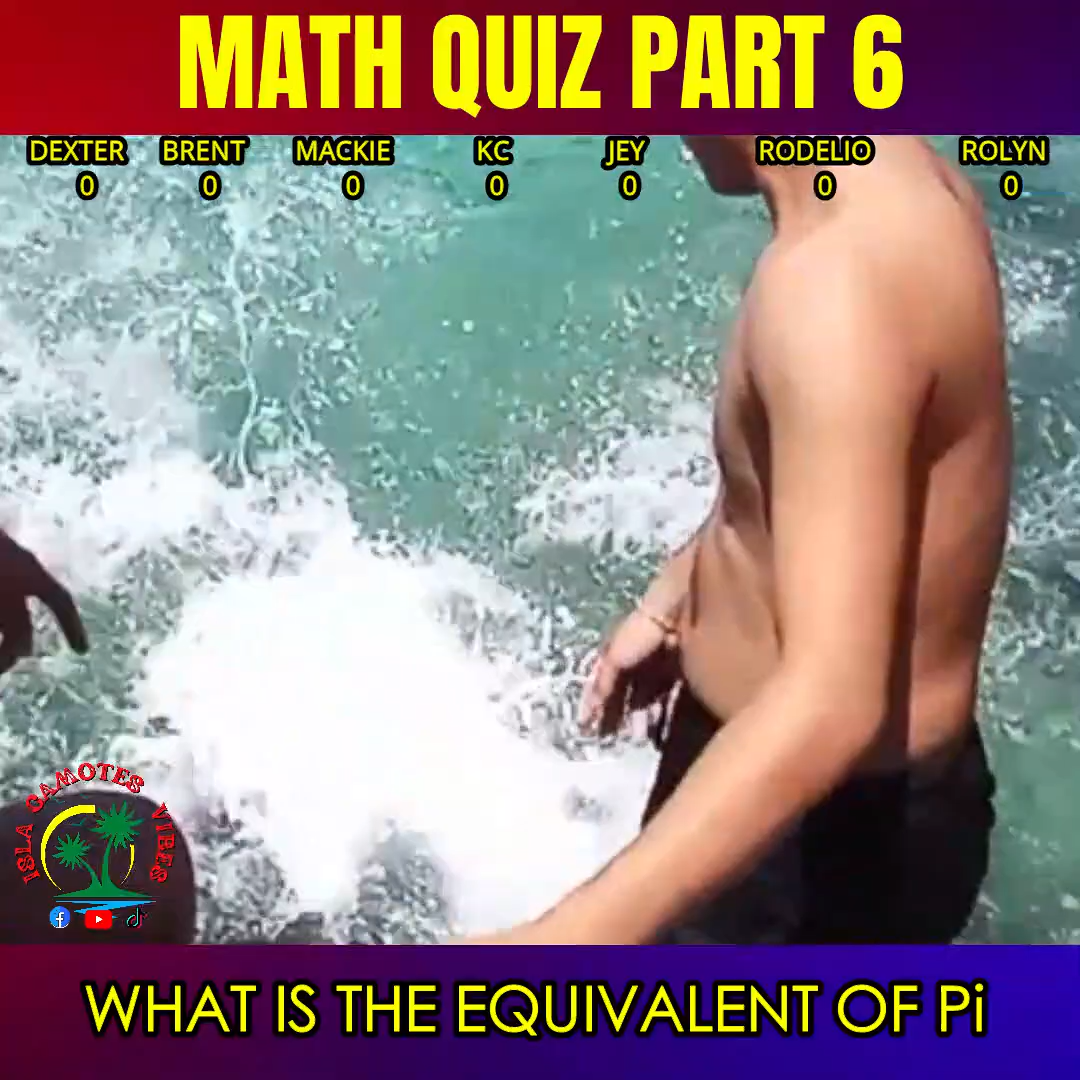 MATH QUIZ PART 6
DEXTER BRENT MACKIE KC JEY RODELIO ROLYN
0 0 0 0 0 0 0
ISLA CAMOTES VIBES
WHAT IS THE EQUIVALENT OF Pi